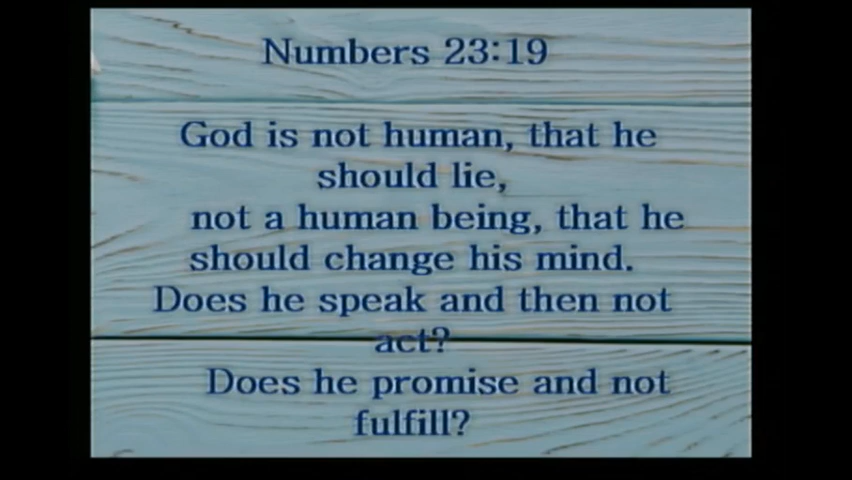 Numbers 23:19
God is not human, that he
should lie,
not a human being, that he
should change his mind.
Does he speak and then not
act?
Does he promise and not
fulfill?